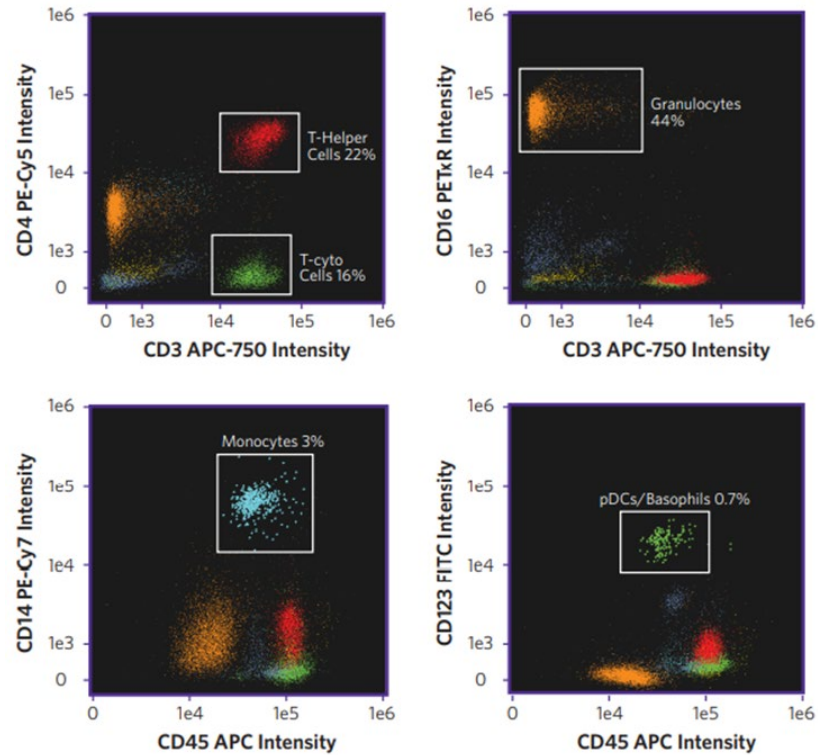 1e6
1e5
1e4
1e3
0
CD4 PE-Cy5 Intensity
T-Helper
Cells 22%
T-cyto
Cells 16%
0 1e3 1e4 1e5 1e6
CD3 APC-750 Intensity
1e6
1e5
1e4
1e3
0
CD16 PETxR Intensity
Granulocytes
44%
0 1e3 1e4 1e5 1e6
CD3 APC-750 Intensity
1e6
1e5
1e4
1e3
0
CD14 PE-Cy7 Intensity
Monocytes 3%
0 1e4 1e5 1e6
CD45 APC Intensity
1e6
1e5
1e4
1e3
0
CD123 FITC Intensity
pDCs/Basophils 0.7%
0 1e4 1e5 1e6
CD45 APC Intensity